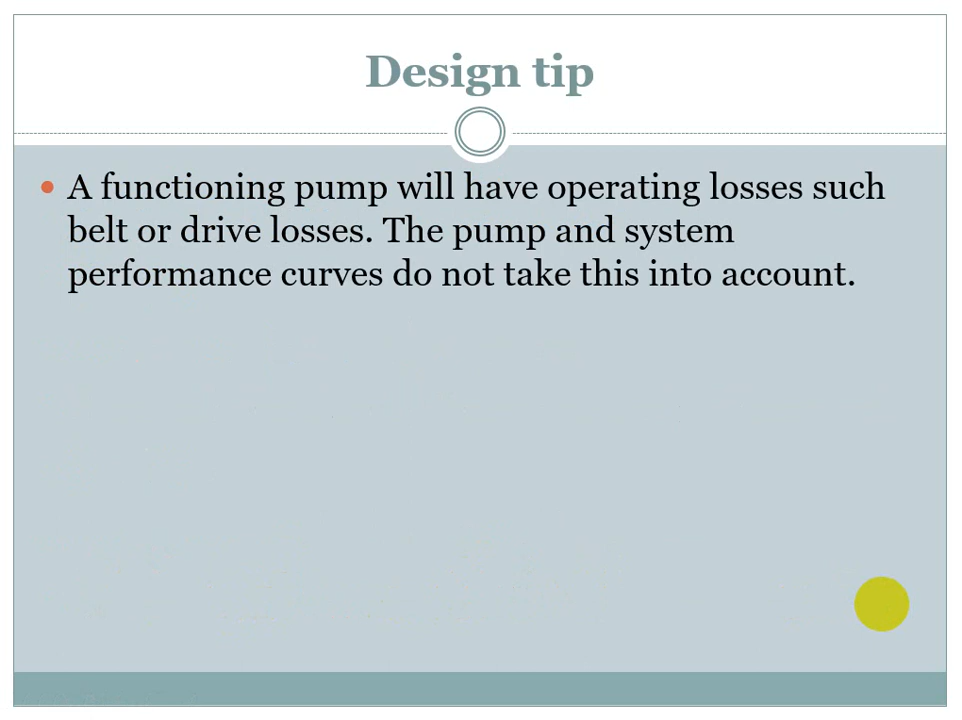 Design tip
A functioning pump will have operating losses such
belt or drive losses. The pump and system
performance curves do not take this into account.